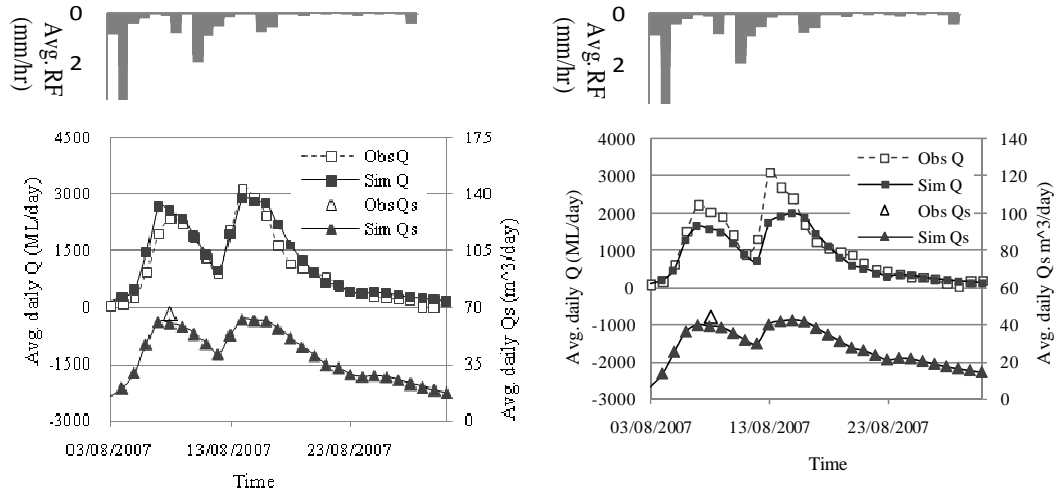 Avg. RF
(mm/hr)
0
2
4500
3000
1500
0
-1500
-3000
Avg. daily Q (ML/day)
175
140
105
70
35
0
Avg. daily Qs (m^3/day)
Obs Q
Sim Q
Obs Qs
Sim Qs
03/08/2007
13/08/2007
23/08/2007
Time
Avg. RF
(mm/hr)
0
2
4000
3000
2000
1000
0
-1000
-2000
-3000
Avg. daily Q (ML/day)
140
120
100
80
60
40
20
0
Avg. daily Qs m^3/day)
Obs Q
Sim Q
Obs Qs
Sim Qs
03/08/2007
13/08/2007
23/08/2007
Time